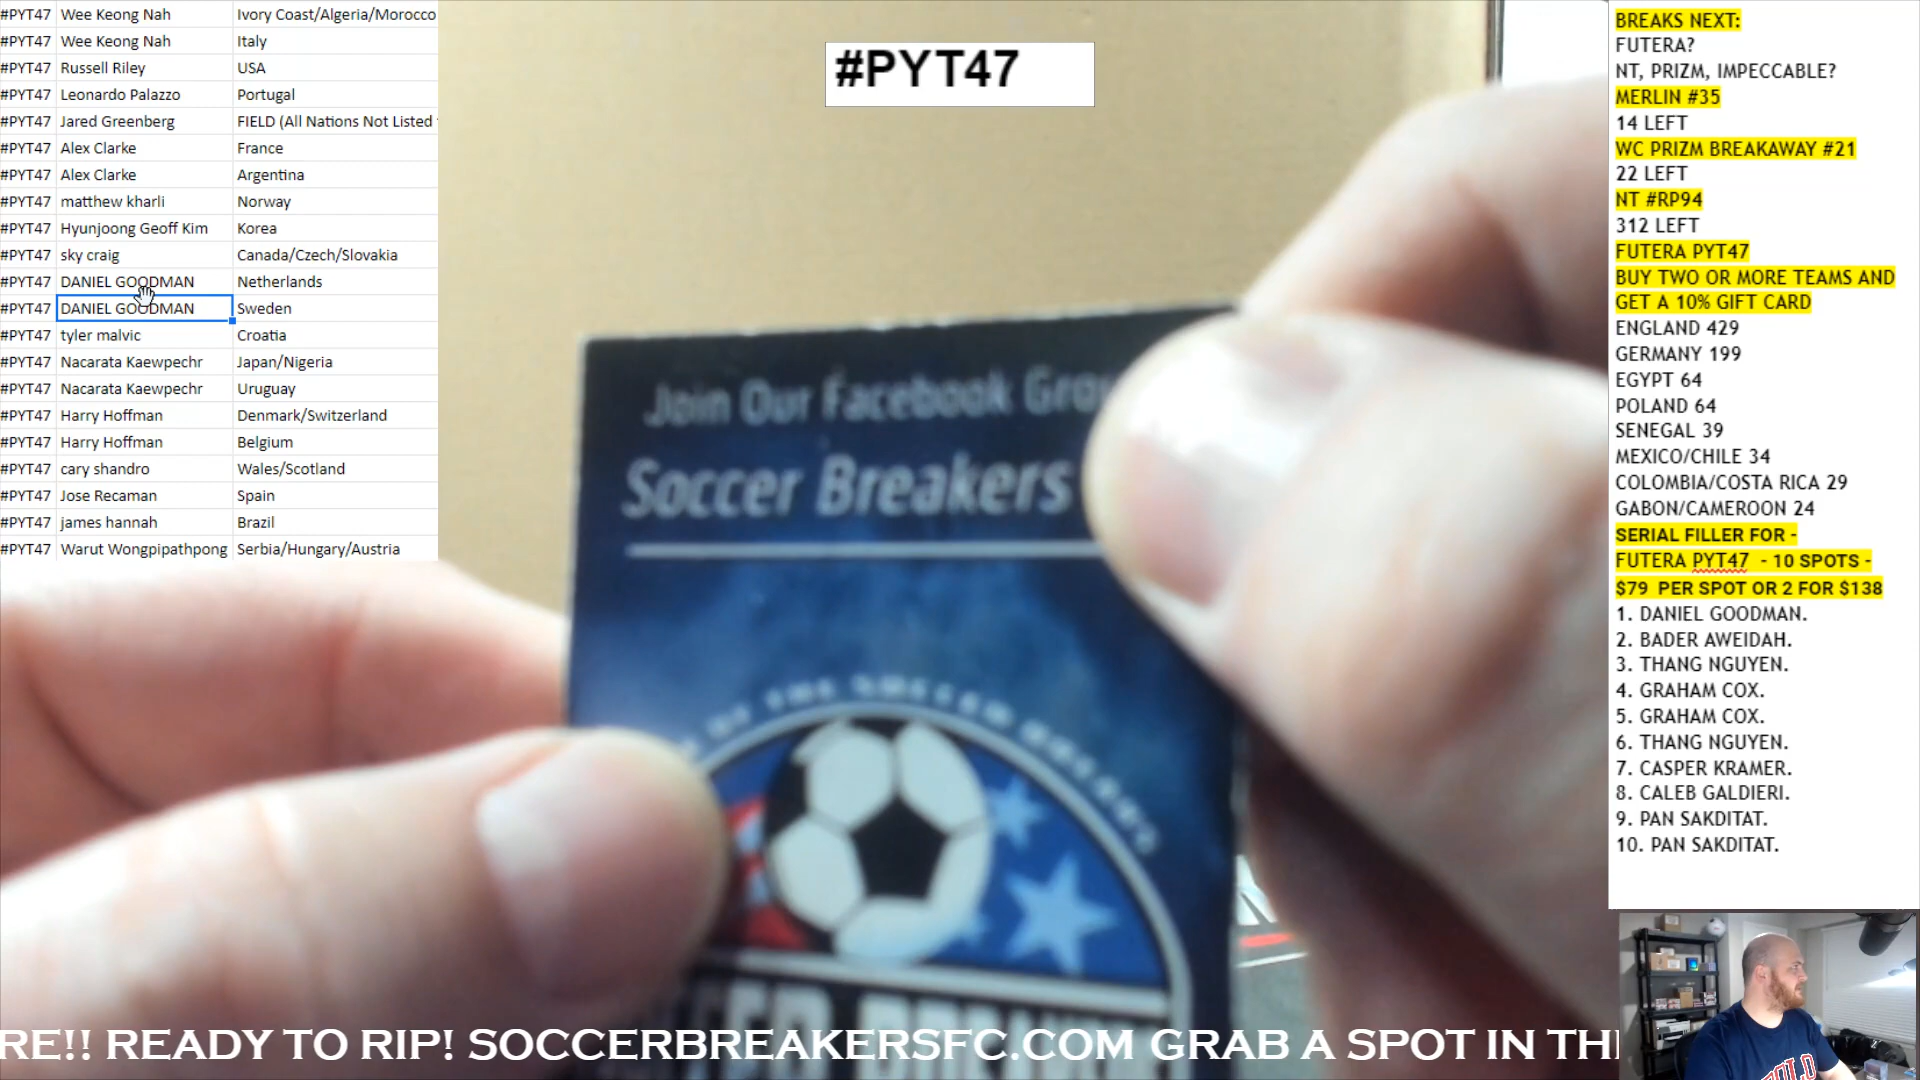 #PYT47 Wee Keong Nah Ivory Coast/Algeria/Morocco
#PYT47 Wee Keong Nah Italy
#PYT47 Russell Riley USA
#PYT47 Leonardo Palazzo Portugal
#PYT47 Jared Greenberg FIELD (All Nations Not Listed
#PYT47 Alex Clarke France
#PYT47 Alex Clarke Argentina
#PYT47 matthew kharli Norway
#PYT47 Hyunjoong Geoff Kim Korea
#PYT47 sky craig Canada/Czech/Slovakia
#PYT47 DANIEL GOODMAN Netherlands
#PYT47 DANIEL GOODMAN Sweden
#PYT47 tyler malvic Croatia
#PYT47 Nacarata Kaewpechr Japan/Nigeria
#PYT47 Nacarata Kaewpechr Uruguay
#PYT47 Harry Hoffman Denmark/Switzerland
#PYT47 Harry Hoffman Belgium
#PYT47 cary shandro Wales/Scotland
#PYT47 Jose Recaman Spain
#PYT47 james hannah Brazil
#PYT47 Warut Wongpipathpong Serbia/Hungary/Austria
#PYT47
Join Our Facebook
Soccer Breakers
BREAKS NEXT:
FUTERA?
NT, PRIZM, IMPECCABLE?
MERLIN #35
14 LEFT
WC PRIZM BREAKAWAY #21
22 LEFT
NT #RP94
312 LEFT
FUTERA PYT47
BUY TWO OR MORE TEAMS AND
GET A 10% GIFT CARD
ENGLAND 429
GERMANY 199
EGYPT 64
POLAND 64
SENEGAL 39
MEXICO/CHILE 34
COLOMBIA/COSTA RICA 29
GABON/CAMEROON 24
SERIAL FILLER FOR -
FUTERA PYT47 - 10 SPOTS -
$79 PER SPOT OR 2 FOR $138
1. DANIEL GOODMAN.
2. BADER AWEIDAH.
3. THANG NGUYEN.
4. GRAHAM COX.
5. GRAHAM COX.
6. THANG NGUYEN.
7. CASPER KRAMER.
8. CALEB GALDIERI.
9. PAN SAKDITAT.
10. PAN SAKDITAT.
RE!! READY TO RIP! SOCCERBREAKERSFC.COM GRAB A SPOT IN TH